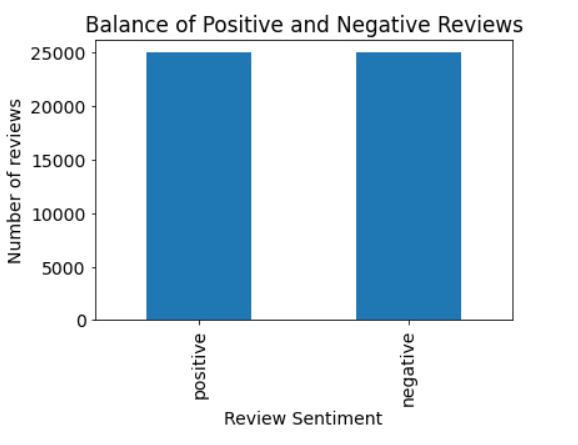 Balance of Positive and Negative Reviews
Number of reviews
25000
20000
15000
10000
5000
0
positive
negative
Review Sentiment